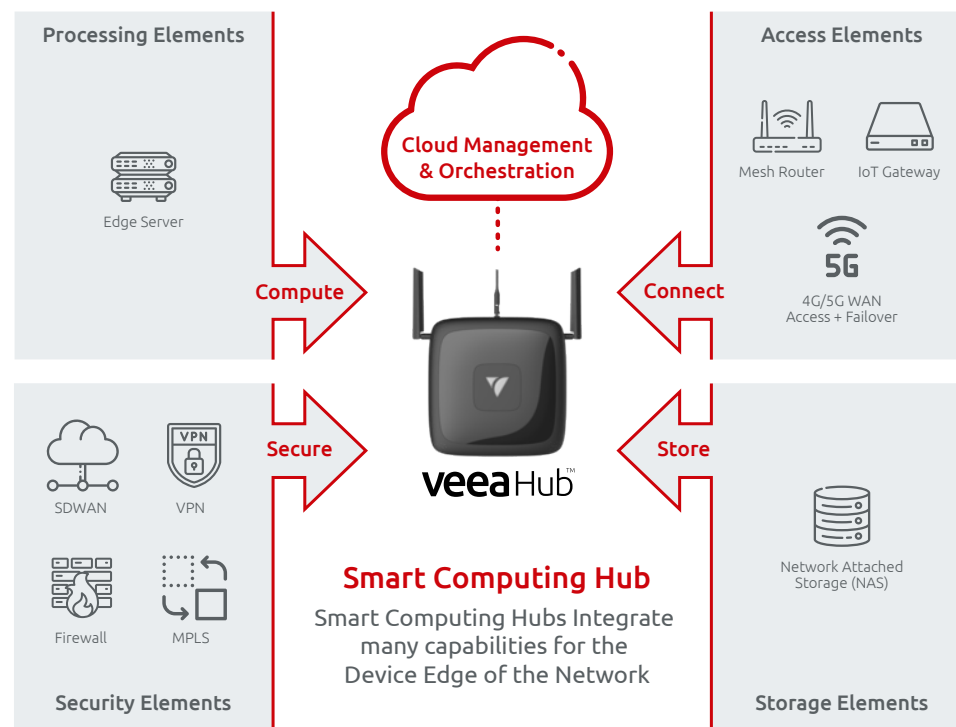 Processing Elements
Edge Server
Compute
Cloud Management
& Orchestration
Access Elements
Mesh Router
IoT Gateway
5G
4G/5G WAN
Access + Failover
Connect
Secure
VPN
SDWAN
VPN
Firewall
MPLS
Security Elements
veeaHub™
Smart Computing Hub
Smart Computing Hubs Integrate
many capabilities for the
Device Edge of the Network
Store
Network Attached
Storage (NAS)
Storage Elements